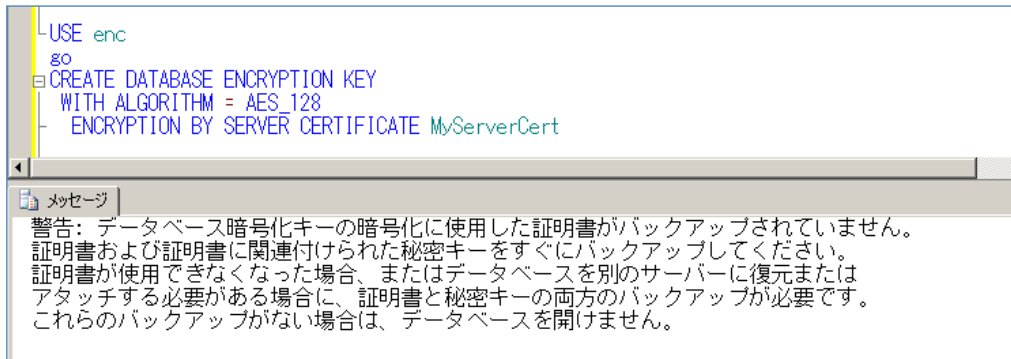 USE enc
go
CREATE DATABASE ENCRYPTION KEY
WITH ALGORITHM = AES_128
ENCRYPTION BY SERVER CERTIFICATE MyServerCert
メッセージ
警告: データベース暗号化キーの暗号化に使用した証明書がバックアップされていません。
証明書および証明書に関連付けられた秘密キーをすぐにバックアップしてください。
証明書が使用できなくなった場合、またはデータベースを別のサーバーに復元または
アタッチする必要がある場合に、証明書と秘密キーの両方のバックアップが必要です。
これらのバックアップがない場合は、データベースを開けません。